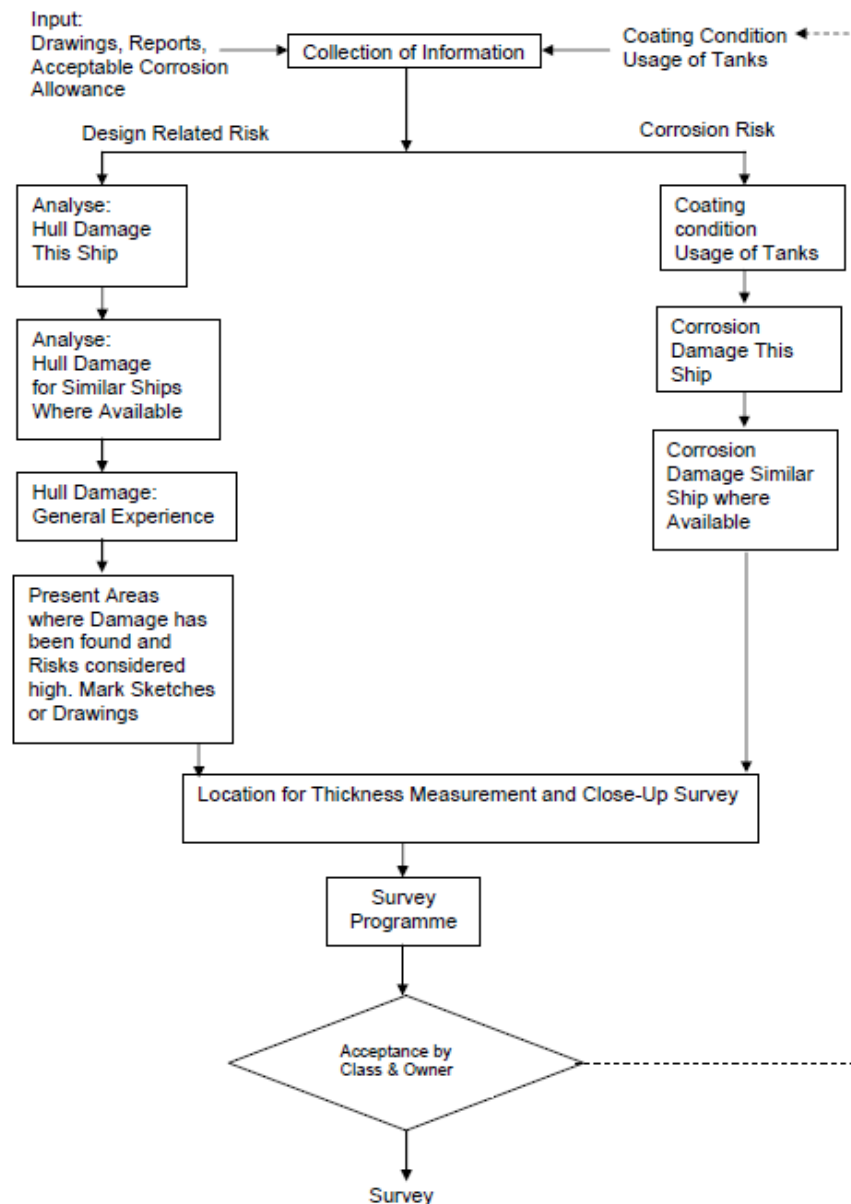 Input:
Drawings, Reports,
Acceptable Corrosion
Allowance
Collection of Information
Coating Condition
Usage of Tanks
Design Related Risk
Corrosion Risk
Analyse:
Hull Damage
This Ship
Coating
condition
Usage of Tanks
Analyse:
Hull Damage
for Similar Ships
Where Available
Corrosion
Damage This
Ship
Hull Damage:
General Experience
Corrosion
Damage Similar
Ship where
Available
Present Areas
where Damage has
been found and
Risks considered
high. Mark Sketches
or Drawings
Location for Thickness Measurement and Close-Up Survey
Survey
Programme
Acceptance by
Class & Owner
Survey